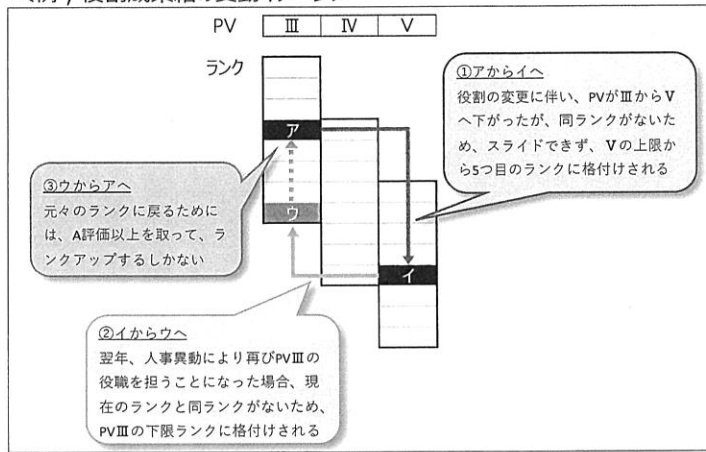 PV Ⅲ Ⅳ Ⅴ
ランク
①アからイへ
役割の変更に伴い、PVがⅢからⅤ
へ下がったが、同ランクがないた
め、スライドできず、Ⅴの上限か
ら5つ目のランクに格付けされる
ア
③ウからアへ
元々のランクに戻るために
は、A評価以上を取って、ラ
ンクアップするしかない
ウ
イ
②イからウへ
翌年、人事異動により再びPVⅢの
役職を担うことになった場合、現
在のランクと同ランクがないため、
PVⅢの下限ランクに格付けされる